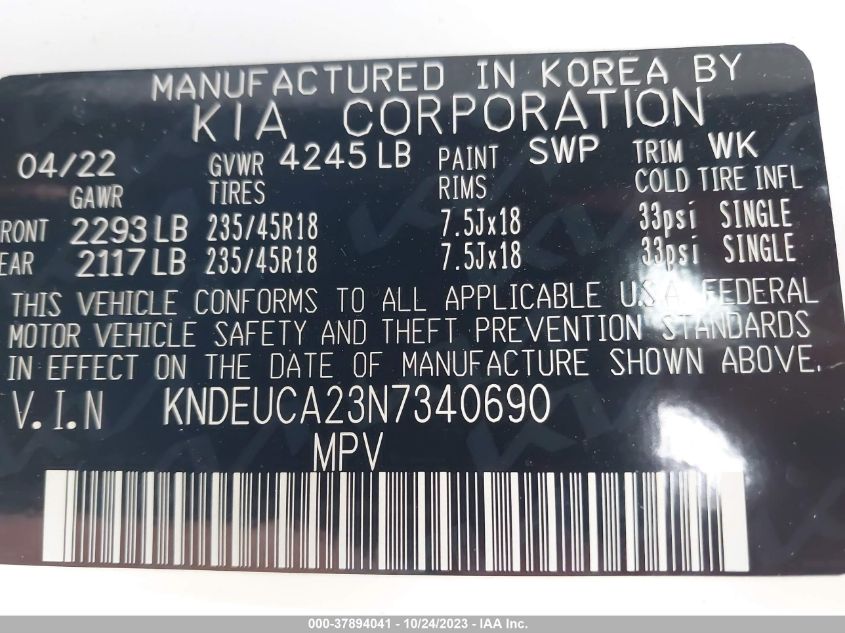 MANUFACTURED IN KOREA BY
KIA CORPORATION
04/22 GVWR 4245 LB PAINT SWP TRIM WK
GAWR TIRES RIMS COLD TIRE INFL
RONT 2293 LB 235/45R18 7.5Jx18 33psi SINGLE
EAR 2117 LB 235/45R18 7.5Jx18 33psi SINGLE
THIS VEHICLE CONFORMS TO ALL APPLICABLE U.S.A. FEDERAL
MOTOR VEHICLE SAFETY AND THEFT PREVENTION STANDARDS
IN EFFECT ON THE DATE OF MANUFACTURE SHOWN ABOVE.
V.I.N KNDEUCA23N7340690
MPV
000-37894041 - 10/24/2023 - IAA Inc.